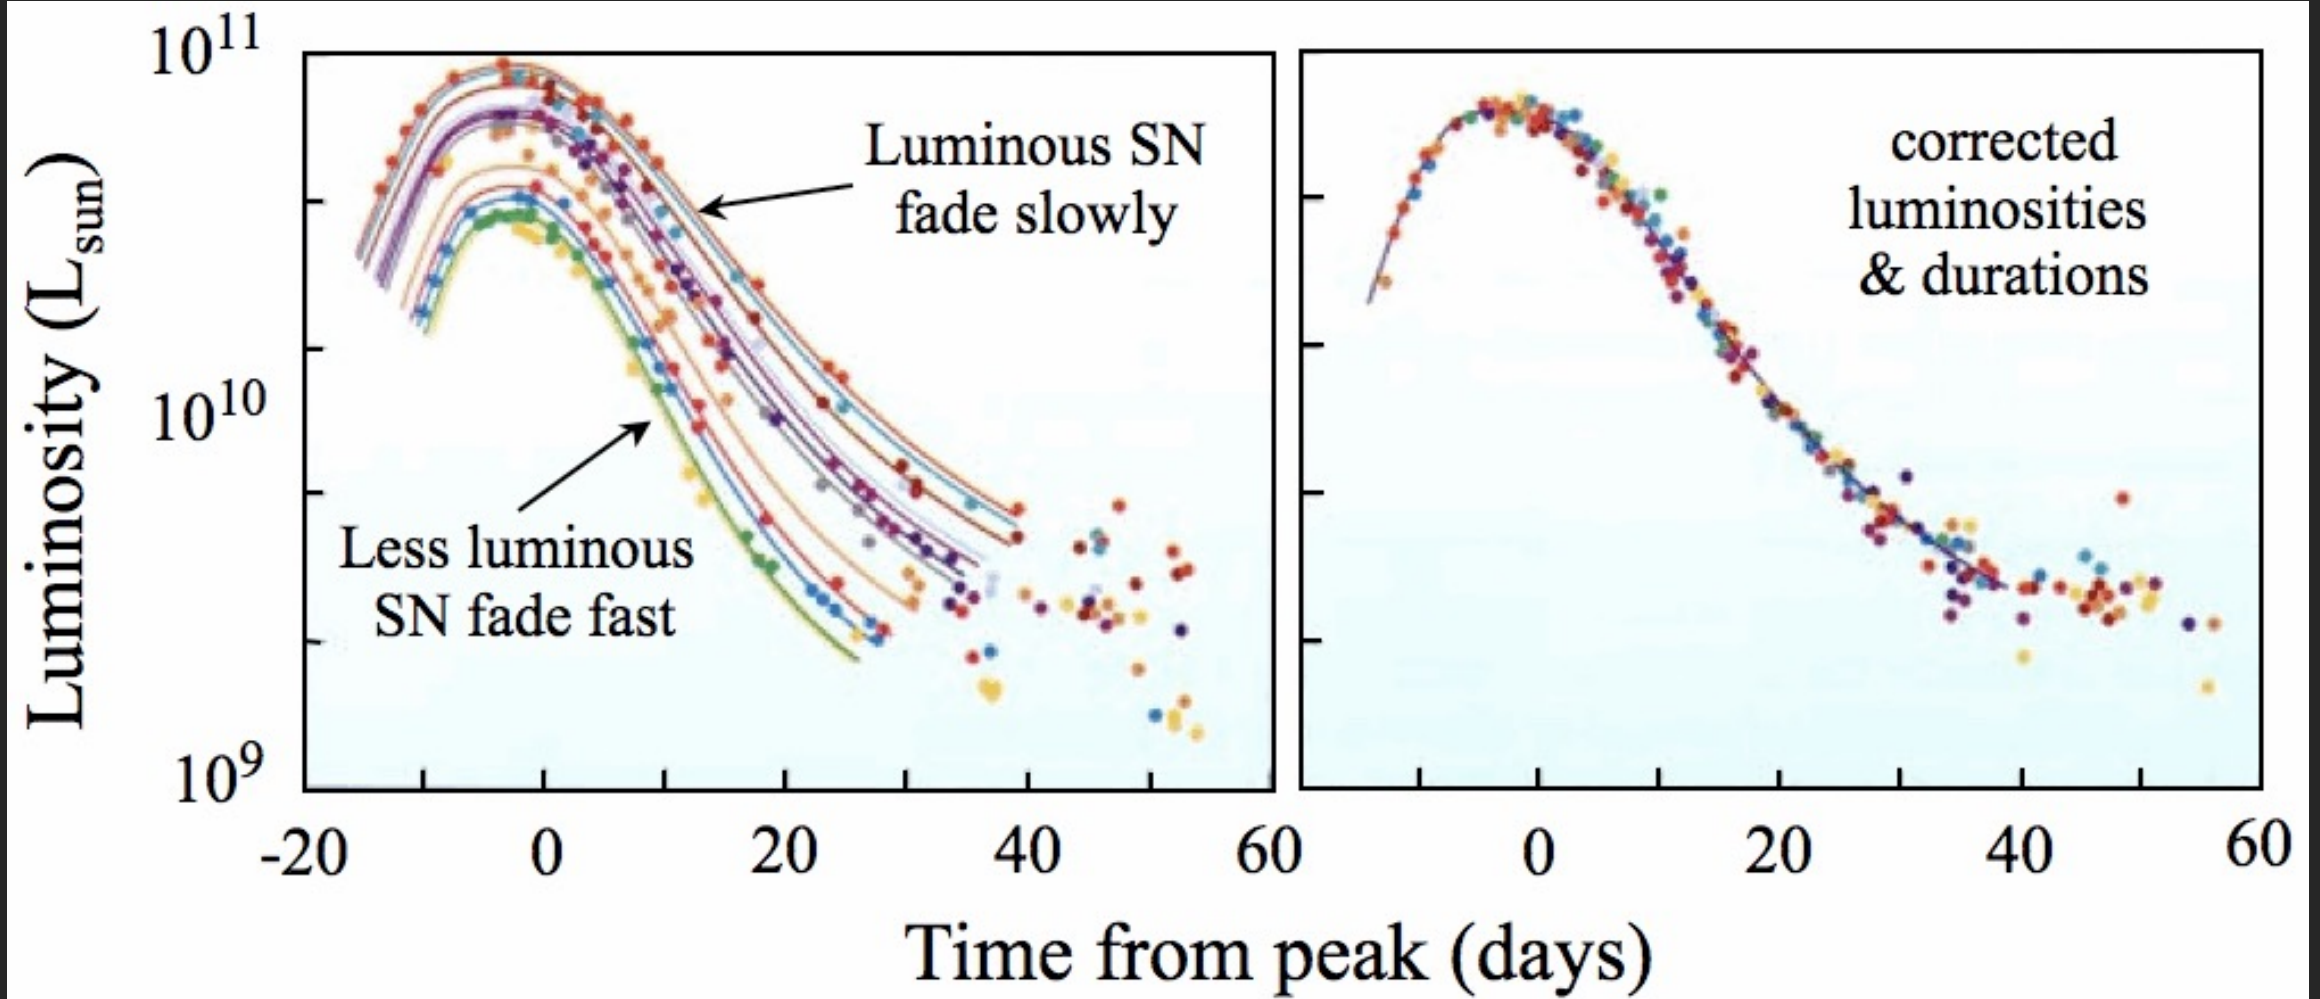 10^11
10^10
10^9
Luminosity (L_sun)
Luminous SN
fade slowly
Less luminous
SN fade fast
corrected
luminosities
& durations
-20 0 20 40 60 0 20 40 60
Time from peak (days)